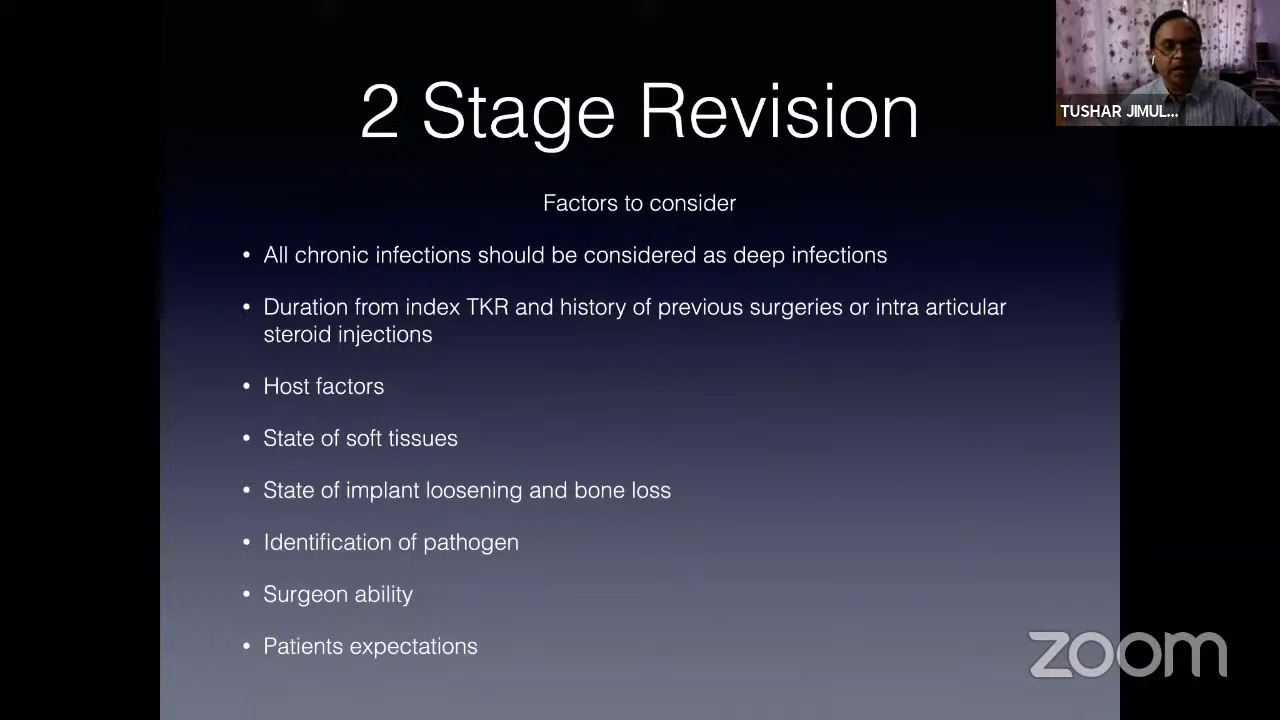 2 Stage Revision
TUSHAR JIMUL...
Factors to consider
• All chronic infections should be considered as deep infections
• Duration from index TKR and history of previous surgeries or intra articular
steroid injections
• Host factors
• State of soft tissues
• State of implant loosening and bone loss
• Identification of pathogen
• Surgeon ability
• Patients expectations
zoom